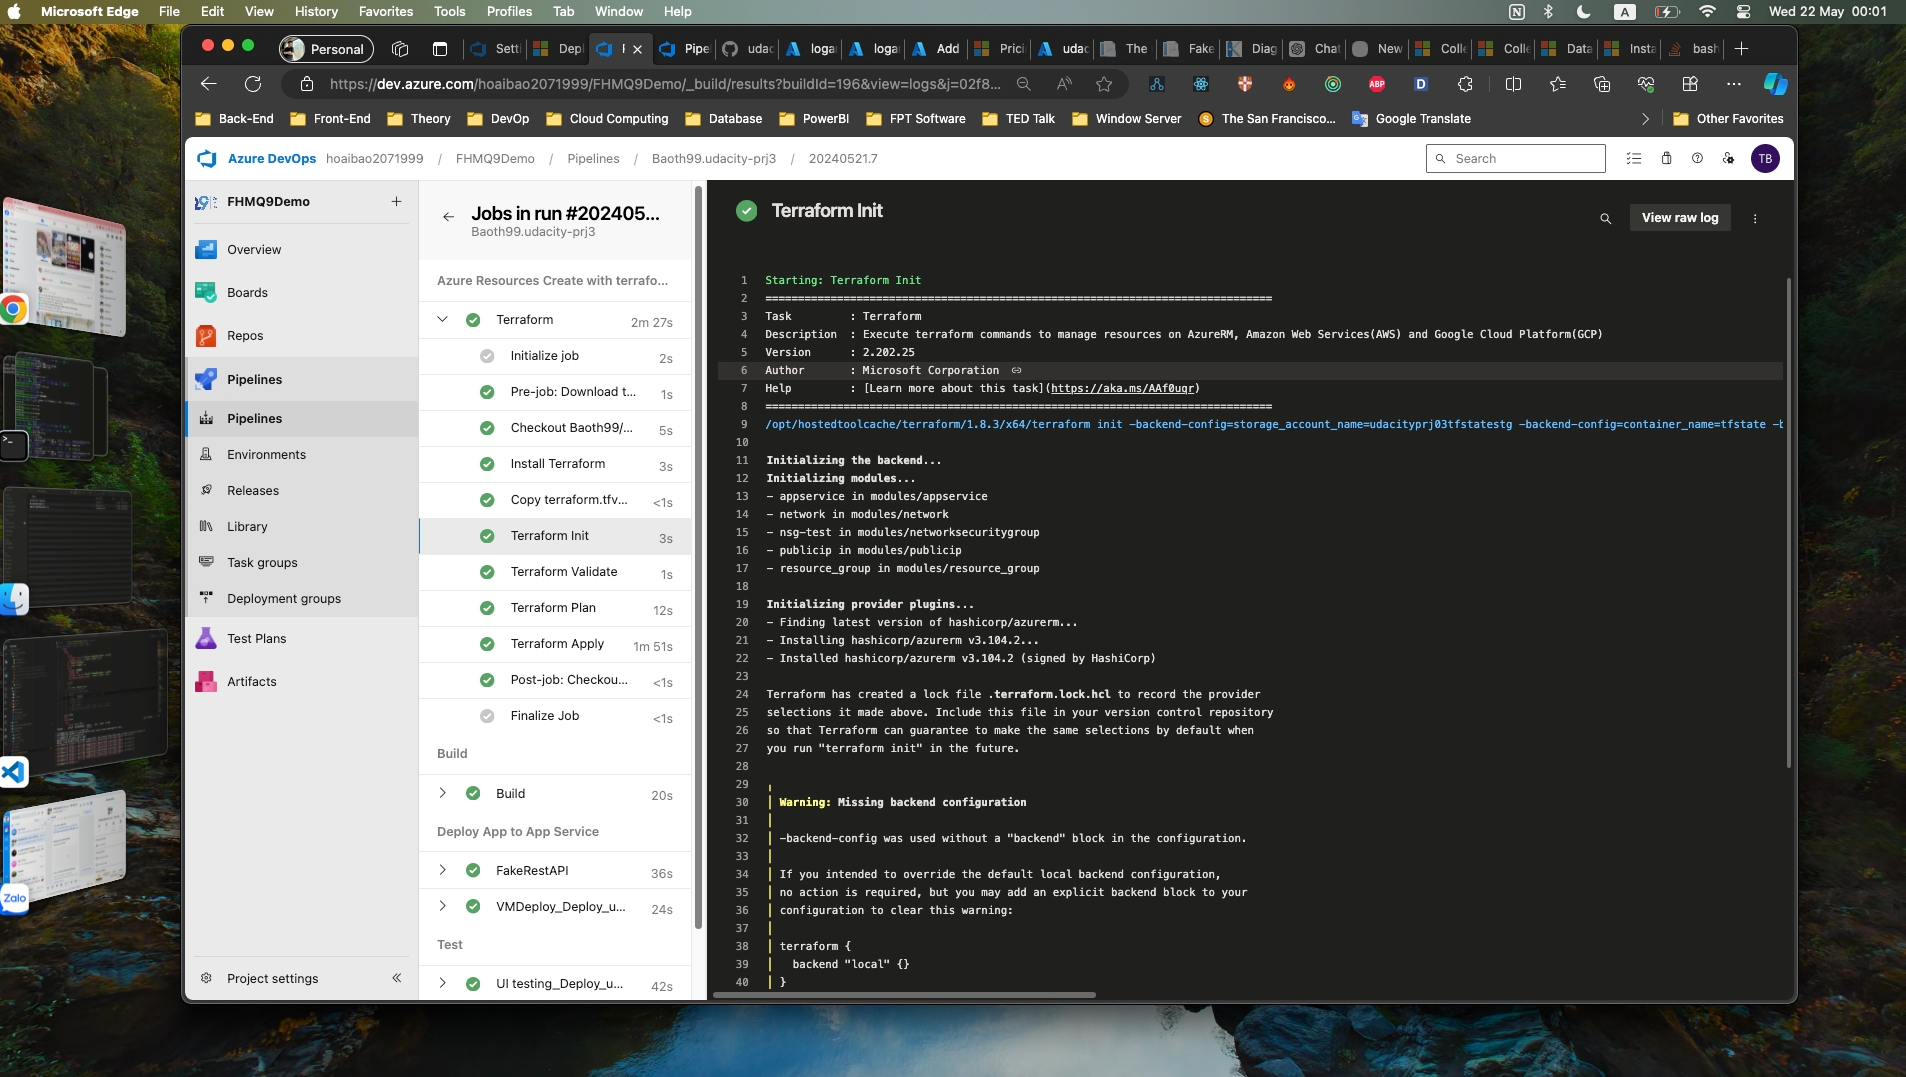 Microsoft Edge File Edit View History Favorites Tools Profiles Tab Window Help
A Wed 22 May 00:01
Personal Setti Depl Pipe udac logar logar Add Prici udac The Fake Diag Chat New Colle Colle Data Insta bash
https://dev.azure.com/hoaibao2071999/FHMQ9Demo/_build/results?buildId=196&view=logs&j=02f8...
ABP D
Back-End Front-End Theory DevOp Cloud Computing Database PowerBI FPT Software TED Talk Window Server The San Francisco... Google Translate Other Favorites
Azure DevOps hoaibao2071999 / FHMQ9Demo / Pipelines / Baoth99.udacity-prj3 / 20240521.7
Search
TB
FHMQ9Demo
Overview
Boards
Repos
Pipelines
Pipelines
Environments
Releases
Library
Task groups
Deployment groups
Test Plans
Artifacts
Project settings
Jobs in run #202405...
Baoth99.udacity-prj3
Azure Resources Create with terrafo...
Terraform 2m 27s
Initialize job 2s
Pre-job: Download t... 1s
Checkout Baoth99/... 5s
Install Terraform 3s
Copy terraform.tfv... <1s
Terraform Init 3s
Terraform Validate 1s
Terraform Plan 12s
Terraform Apply 1m 51s
Post-job: Checkou... <1s
Finalize Job <1s
Build
Build 20s
Deploy App to App Service
FakeRestAPI 36s
VMDeploy_Deploy_u... 24s
Test
UI testing_Deploy_u... 42s
Terraform Init
View raw log
1 Starting: Terraform Init
2 ==============================================================================
3 Task : Terraform
4 Description : Execute terraform commands to manage resources on AzureRM, Amazon Web Services(AWS) and Google Cloud Platform(GCP)
5 Version : 2.202.25
6 Author : Microsoft Corporation
7 Help : [Learn more about this task](https://aka.ms/AAf0uqr)
8 ==============================================================================
9 /opt/hostedtoolcache/terraform/1.8.3/x64/terraform init -backend-config=storage_account_name=udacityprj03tfstatestg -backend-config=container_name=tfstate -b
10
11 Initializing the backend...
12 Initializing modules...
13 - appservice in modules/appservice
14 - network in modules/network
15 - nsg-test in modules/networksecuritygroup
16 - publicip in modules/publicip
17 - resource_group in modules/resource_group
18
19 Initializing provider plugins...
20 - Finding latest version of hashicorp/azurerm...
21 - Installing hashicorp/azurerm v3.104.2...
22 - Installed hashicorp/azurerm v3.104.2 (signed by HashiCorp)
23
24 Terraform has created a lock file .terraform.lock.hcl to record the provider
25 selections it made above. Include this file in your version control repository
26 so that Terraform can guarantee to make the same selections by default when
27 you run "terraform init" in the future.
28
29
30 Warning: Missing backend configuration
31
32 -backend-config was used without a "backend" block in the configuration.
33
34 If you intended to override the default local backend configuration,
35 no action is required, but you may add an explicit backend block to your
36 configuration to clear this warning:
37
38 terraform {
39 backend "local" {}
40 }
Zalo